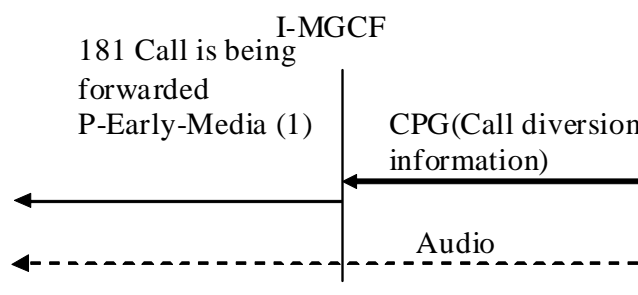 I-MGCF
181 Call is being
forwarded
P-Early-Media (1)
CPG(Call diversion
information)
Audio